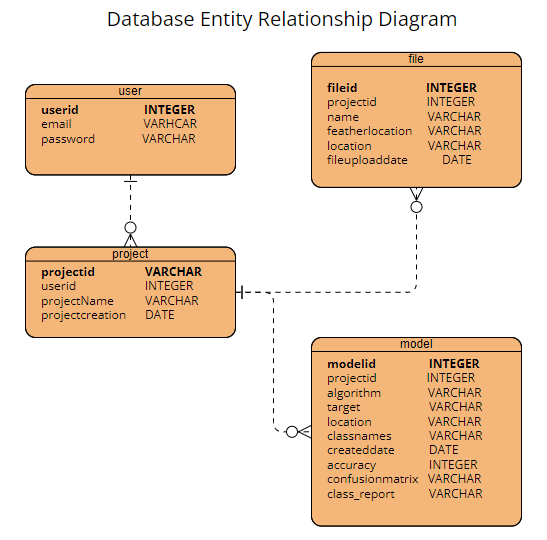 Database Entity Relationship Diagram
user
userid INTEGER
email VARHCAR
password VARCHAR
file
fileid INTEGER
projectid INTEGER
name VARCHAR
featherlocation VARCHAR
location VARCHAR
fileuploaddate DATE
project
projectid VARCHAR
userid INTEGER
projectName VARCHAR
projectcreation DATE
model
modelid INTEGER
projectid INTEGER
algorithm VARCHAR
target VARCHAR
location VARCHAR
classnames VARCHAR
createddate DATE
accuracy INTEGER
confusionmatrix VARCHAR
class_report VARCHAR